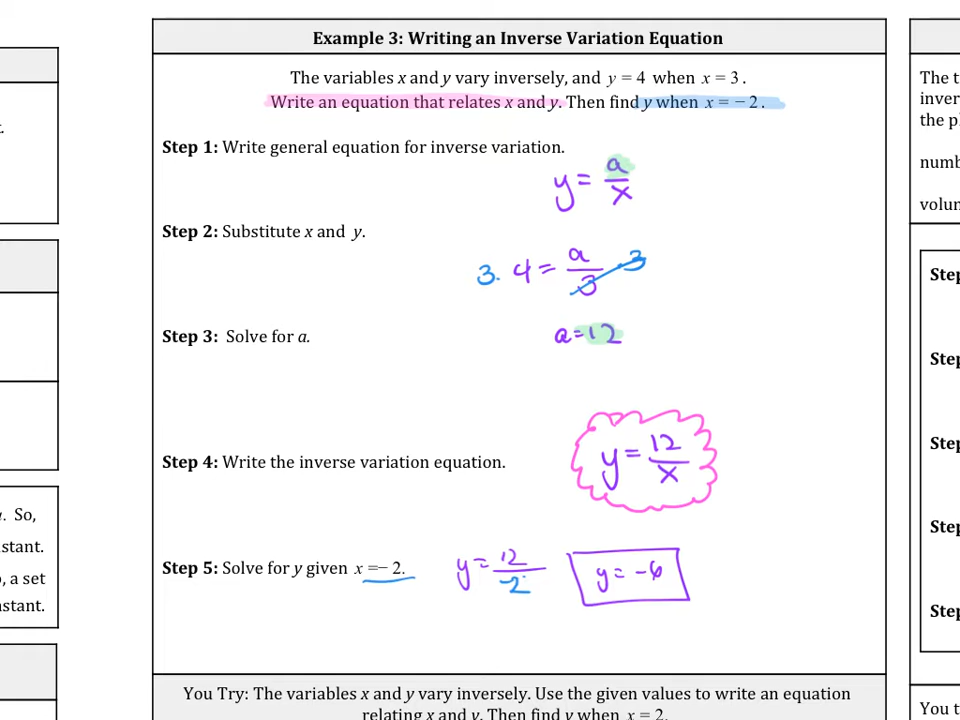 Example 3: Writing an Inverse Variation Equation
The t
The variables x and y vary inversely, and y = 4 when x = 3.
inver
Write an equation that relates x and y. Then find y when x = −2.
the p
t.
Step 1: Write general equation for inverse variation.
y = a/x
numb
volum
Step 2: Substitute x and y.
3. 4 = a/3 . 3
Step
Step 3: Solve for a.
a = 12
Step
Step 4: Write the inverse variation equation.
y = 12/x
Step
. So,
stant.
Step 5: Solve for y given x = − 2.
y = 12/-2
y = -6
Step
, a set
nstant.
Step
You Try: The variables x and y vary inversely. Use the given values to write an equation
relating x and y. Then find y when x = 2.
You t